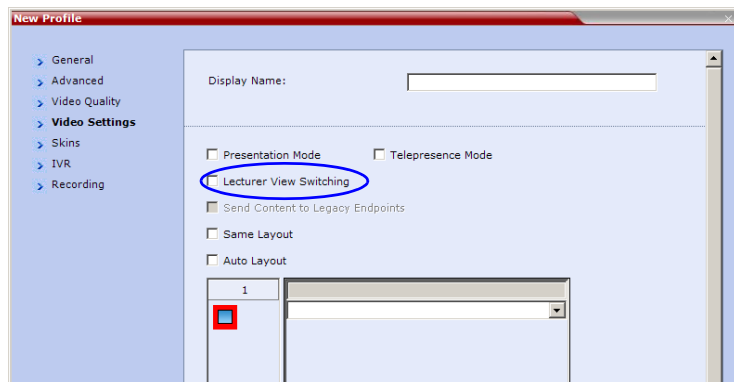 New Profile
General
Advanced
Video Quality
Video Settings
Skins
IVR
Recording
Display Name:
Presentation Mode Telepresence Mode
Lecturer View Switching
Send Content to Legacy Endpoints
Same Layout
Auto Layout
1